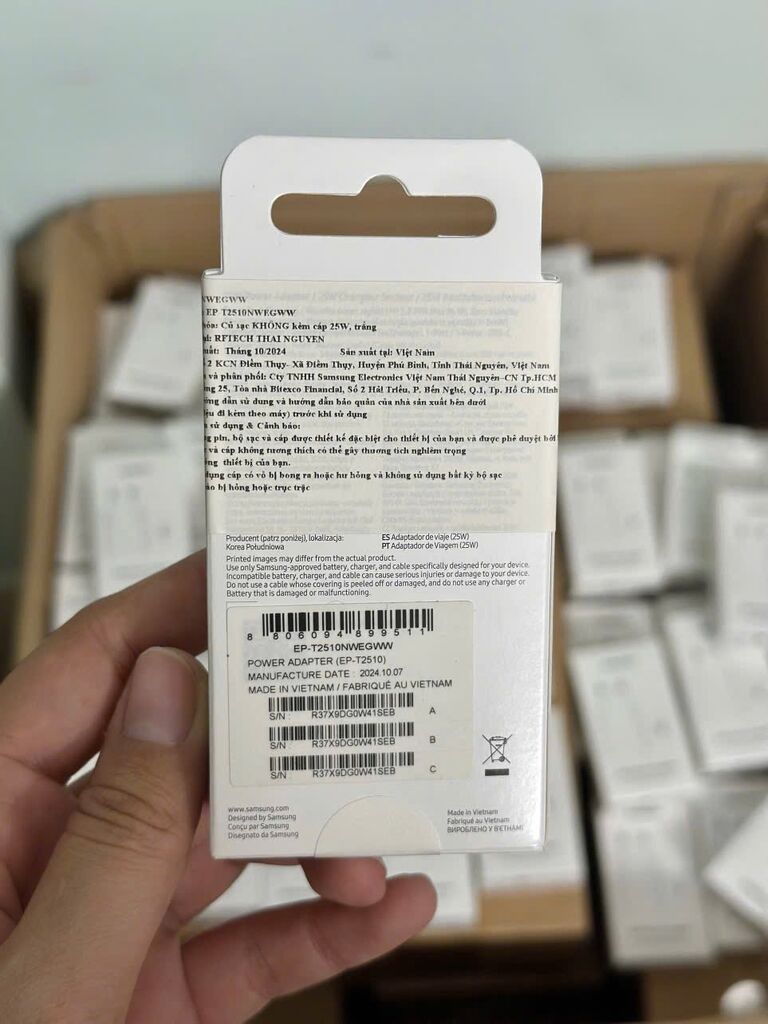 NWEGWW
EP-T2510NWEGWW
Củ sạc KHÔNG kèm cáp 25W, trắng
RFTECH THAI NGUYEN
Tháng 10/2024 Sản xuất tại: Việt Nam
2 KCN Điềm Thụy- Xã Điềm Thụy, Huyện Phú Bình, Tỉnh Thái Nguyên, Việt Nam
và phân phối: Cty TNHH Samsung Electronics Việt Nam Thái Nguyên–CN Tp.HCM
25, Tòa nhà Bitexco Financial, Số 2 Hải Triều, P. Bến Nghé, Q.1, Tp. Hồ Chí Minh
dẫn sử dung và hướng dẫn bảo quản của nhà sản xuất bên dưới
đi kèm theo máy) trước khi sử dụng
sử dụng & Cảnh báo:
pin, bộ sạc và cáp được thiết kế đặc biệt cho thiết bị của bạn và được phê duyệt bởi
và cáp không tương thích có thể gây thương tích nghiêm trọng
thiết bị của bạn.
dụng cáp có vỏ bị bong ra hoặc hư hỏng và không sử dụng bất kỳ bộ sạc
bị hỏng hoặc trục trặc
Producent (patrz poniżej), lokalizacja: ES Adaptador de viaje (25W)
Korea Południowa PT Adaptador de Viagem (25W)
Printed images may differ from the actual product.
Use only Samsung-approved battery, charger, and cable specifically designed for your device.
Incompatible battery, charger, and cable can cause serious injuries or damage to your device.
Do not use a cable whose covering is peeled off or damaged, and do not use any charger or
Battery that is damaged or malfunctioning.
8 806094 899511
EP-T2510NWEGWW
POWER ADAPTER (EP-T2510)
MANUFACTURE DATE : 2024.10.07
MADE IN VIETNAM / FABRIQUÉ AU VIETNAM
S/N : R37X9DG0W41SEB A
S/N : R37X9DG0W41SEB B
S/N : R37X9DG0W41SEB C
www.samsung.com
Designed by Samsung
Conçu par Samsung
Disegnato da Samsung
Made in Vietnam
Fabriqué au Vietnam
ВИРОБЛЕНО У В'ЄТНАМІ